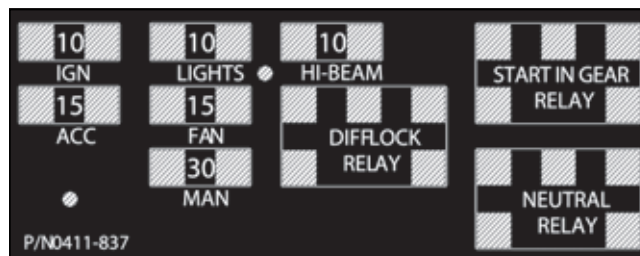 10
IGN
10
LIGHTS
10
HI-BEAM
15
ACC
15
FAN
30
MAN
DIFFLOCK
RELAY
START IN GEAR
RELAY
NEUTRAL
RELAY
P/N0411-837